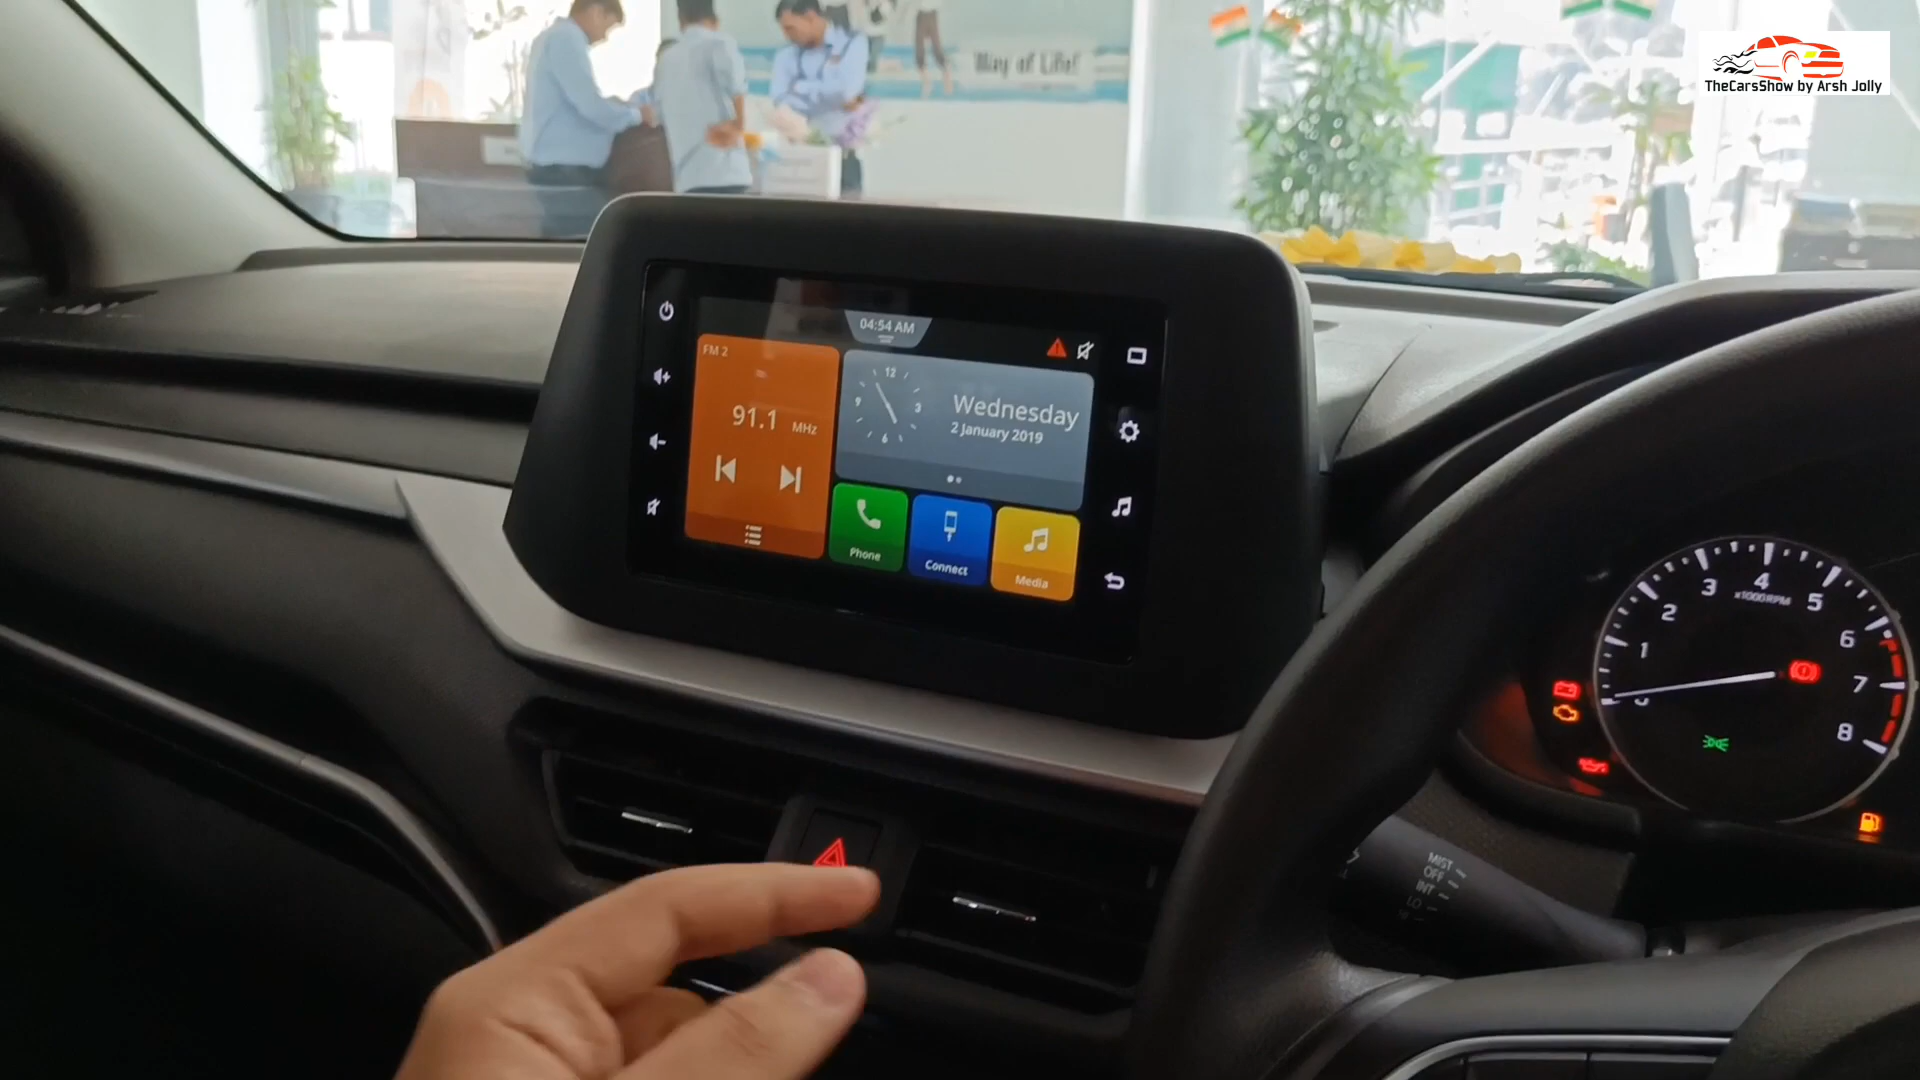 Way of Life!
TheCarsShow by Arsh Jolly
04:54 AM
FM 2
91.1 MHz
12
3
6
9
Wednesday
2 January 2019
Phone
Connect
Media
1
2
3
4
5
6
7
8
x1000RPM
MIST
OFF
INT
LO
HI